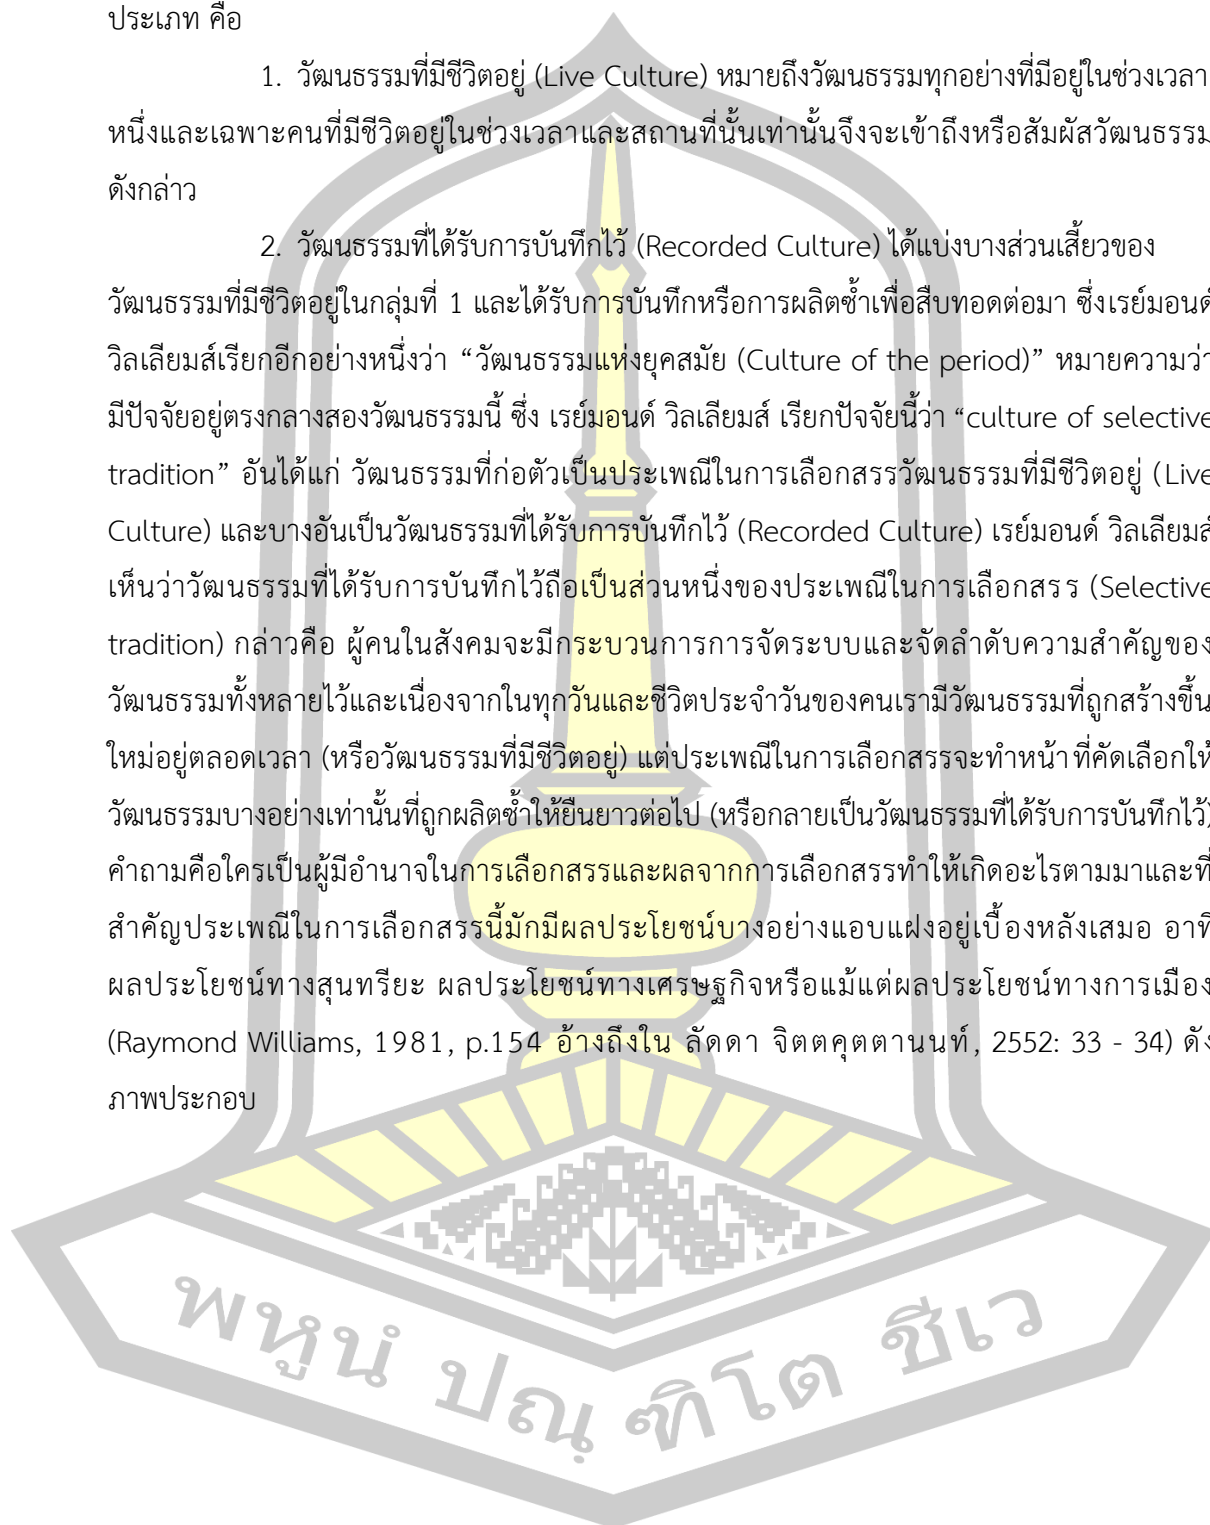 ประเภท คือ
1. วัฒนธรรมที่มีชีวิตอยู่ (Live Culture) หมายถึงวัฒนธรรมทุกอย่างที่มีอยู่ในช่วงเวลา
หนึ่งและเฉพาะคนที่มีชีวิตอยู่ในช่วงเวลาและสถานที่นั้นเท่านั้นจึงจะเข้าถึงหรือสัมผัสวัฒนธรรม
ดังกล่าว
2. วัฒนธรรมที่ได้รับการบันทึกไว้ (Recorded Culture) ได้แบ่งบางส่วนเสี้ยวของ
วัฒนธรรมที่มีชีวิตอยู่ในกลุ่มที่ 1 และได้รับการบันทึกหรือการผลิตซ้ำเพื่อสืบทอดต่อมา ซึ่งเรย์มอนด์
วิลเลียมส์เรียกอีกอย่างหนึ่งว่า “วัฒนธรรมแห่งยุคสมัย (Culture of the period)” หมายความว่า
มีปัจจัยอยู่ตรงกลางสองวัฒนธรรมนี้ ซึ่ง เรย์มอนด์ วิลเลียมส์ เรียกปัจจัยนี้ว่า “culture of selective
tradition” อันได้แก่ วัฒนธรรมที่ก่อตัวเป็นประเพณีในการเลือกสรรวัฒนธรรมที่มีชีวิตอยู่ (Live
Culture) และบางอันเป็นวัฒนธรรมที่ได้รับการบันทึกไว้ (Recorded Culture) เรย์มอนด์ วิลเลียมส์
เห็นว่าวัฒนธรรมที่ได้รับการบันทึกไว้ถือเป็นส่วนหนึ่งของประเพณีในการเลือกสรร (Selective
tradition) กล่าวคือ ผู้คนในสังคมจะมีกระบวนการการจัดระบบและจัดลำดับความสำคัญของ
วัฒนธรรมทั้งหลายไว้และเนื่องจากในทุกวันและชีวิตประจำวันของคนเรามีวัฒนธรรมที่ถูกสร้างขึ้น
ใหม่อยู่ตลอดเวลา (หรือวัฒนธรรมที่มีชีวิตอยู่) แต่ประเพณีในการเลือกสรรจะทำหน้าที่คัดเลือกให้
วัฒนธรรมบางอย่างเท่านั้นที่ถูกผลิตซ้ำให้ยืนยาวต่อไป (หรือกลายเป็นวัฒนธรรมที่ได้รับการบันทึกไว้)
คำถามคือใครเป็นผู้มีอำนาจในการเลือกสรรและผลจากการเลือกสรรทำให้เกิดอะไรตามมาและที่
สำคัญประเพณีในการเลือกสรรนี้มักมีผลประโยชน์บางอย่างแอบแฝงอยู่เบื้องหลังเสมอ อาทิ
ผลประโยชน์ทางสุนทรียะ ผลประโยชน์ทางเศรษฐกิจหรือแม้แต่ผลประโยชน์ทางการเมือง
(Raymond Williams, 1981, p.154 อ้างถึงใน ลัดดา จิตตคุตตานนท์, 2552: 33 - 34) ดัง
ภาพประกอบ
พหูนํ ปณฺฑิโต ชีเว